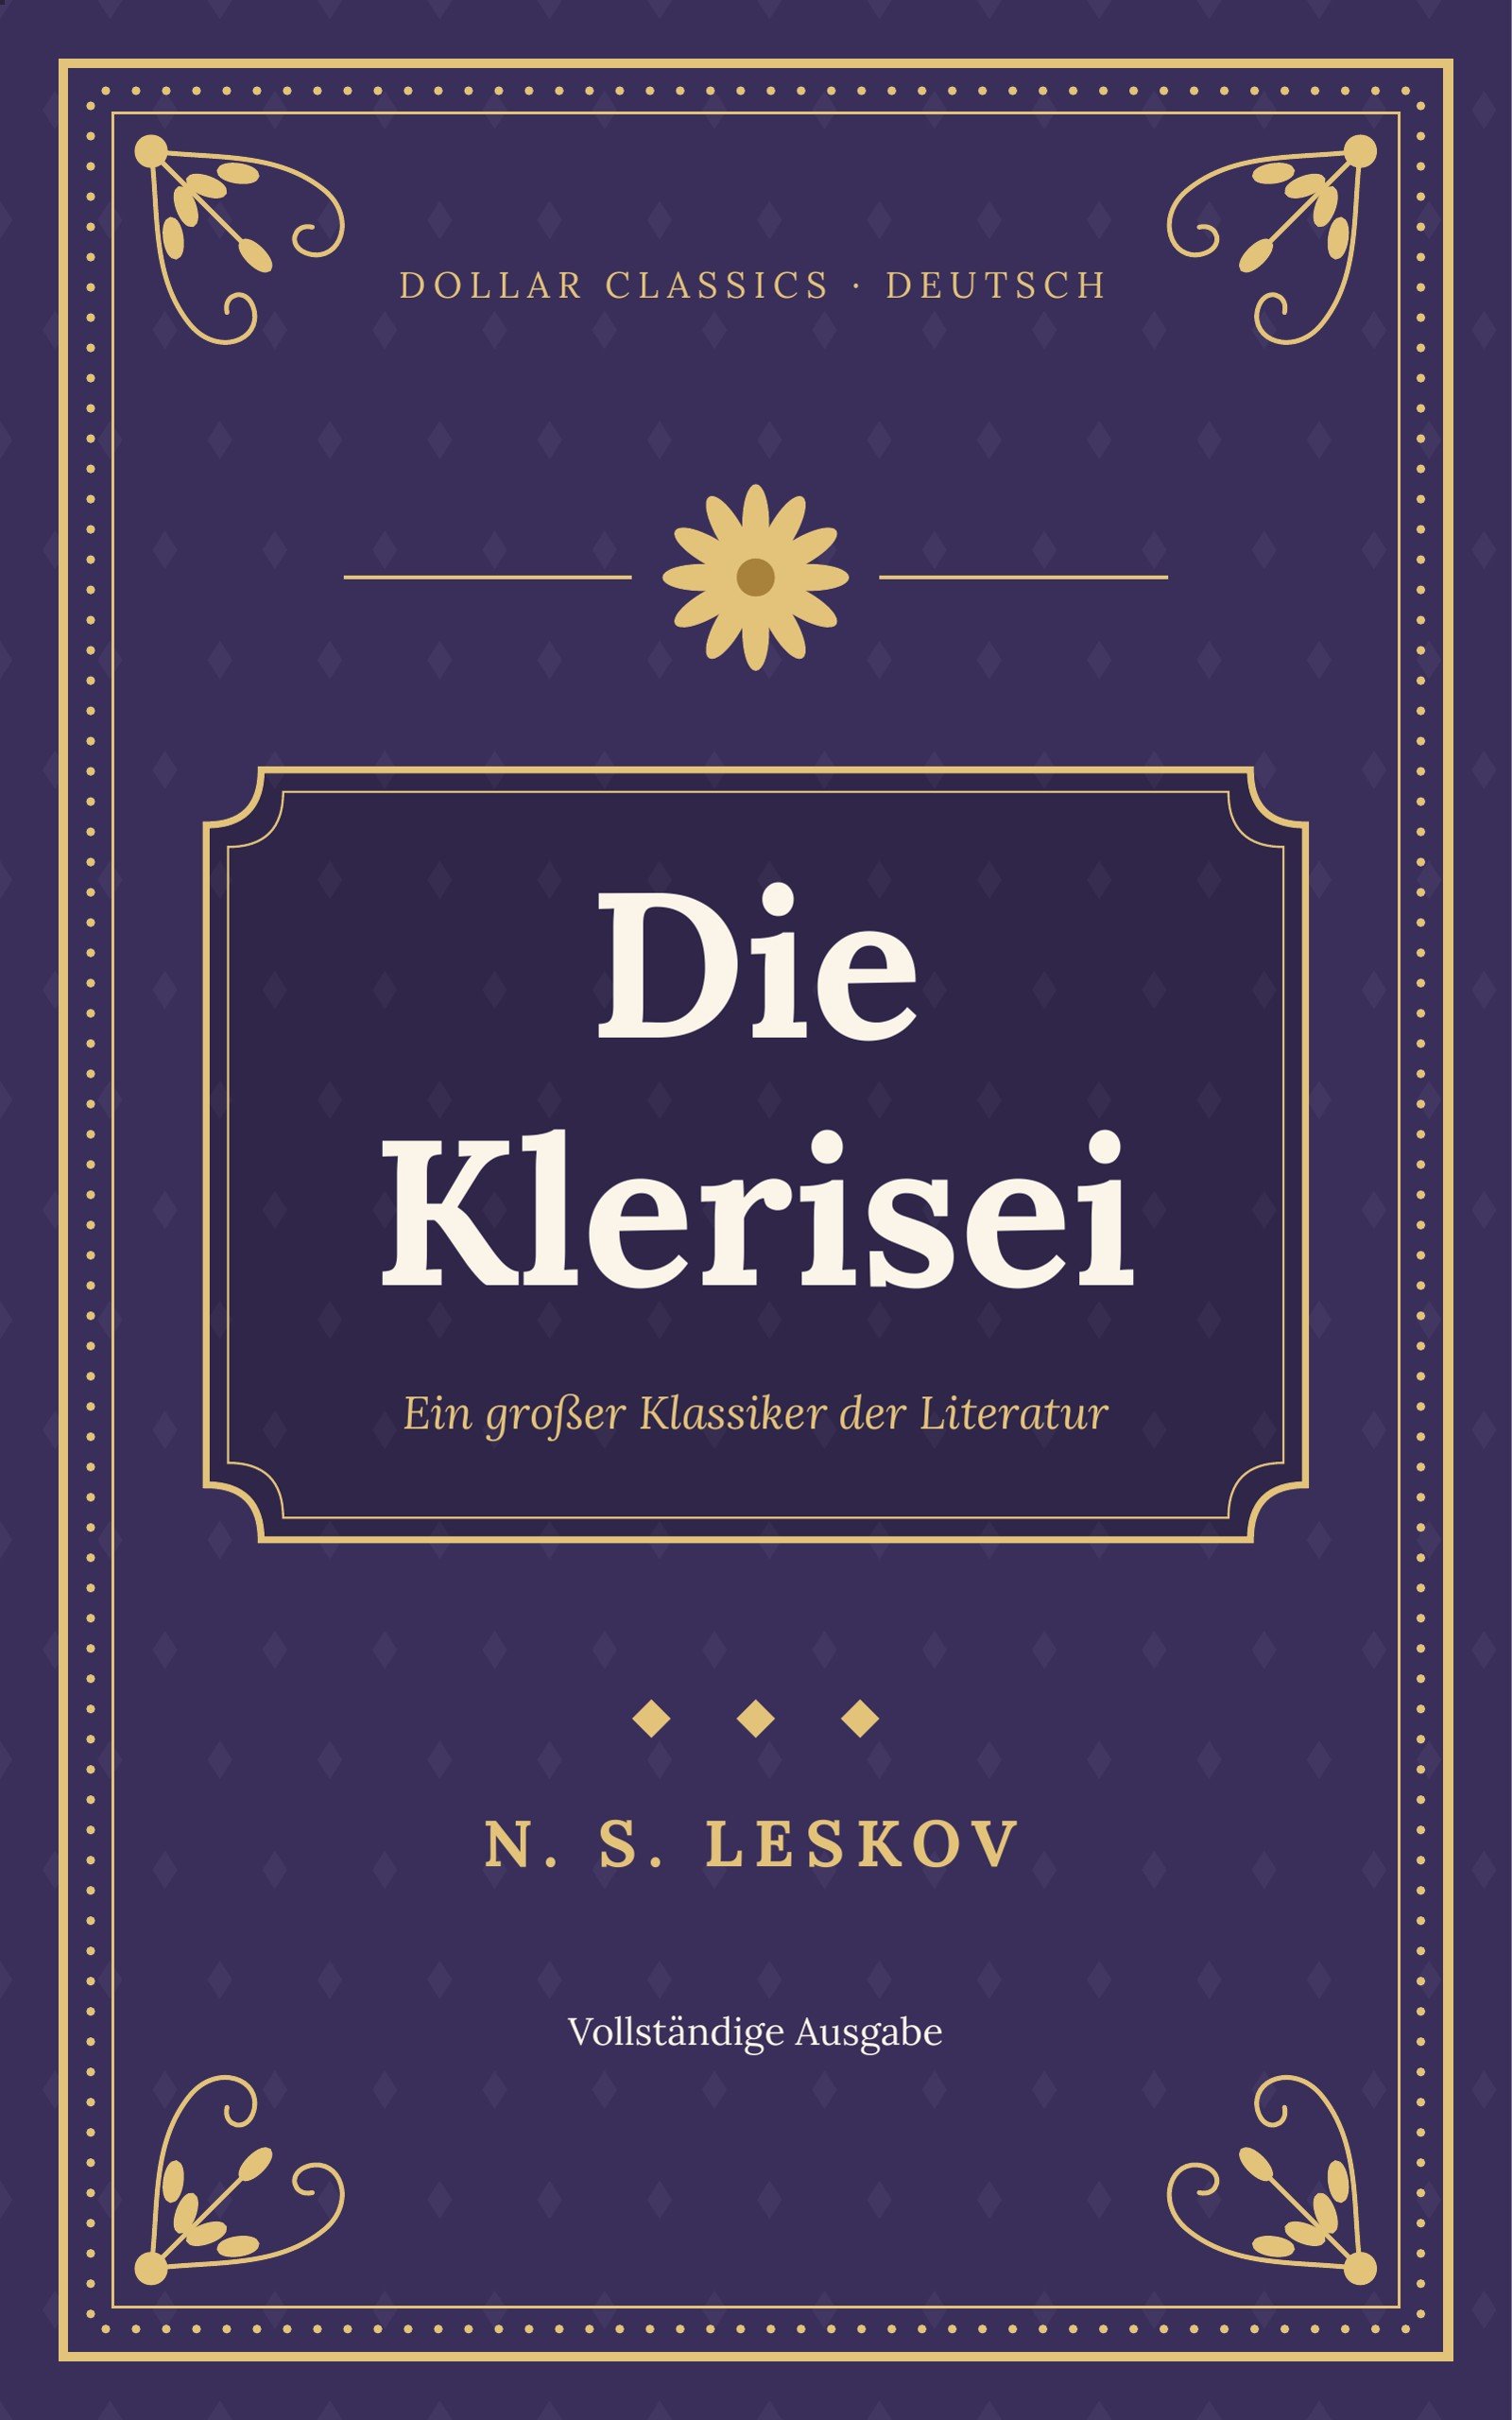 DOLLAR CLASSICS · DEUTSCH
Die
Klerisei
Ein großer Klassiker der Literatur
N. S. LESKOV
Vollständige Ausgabe